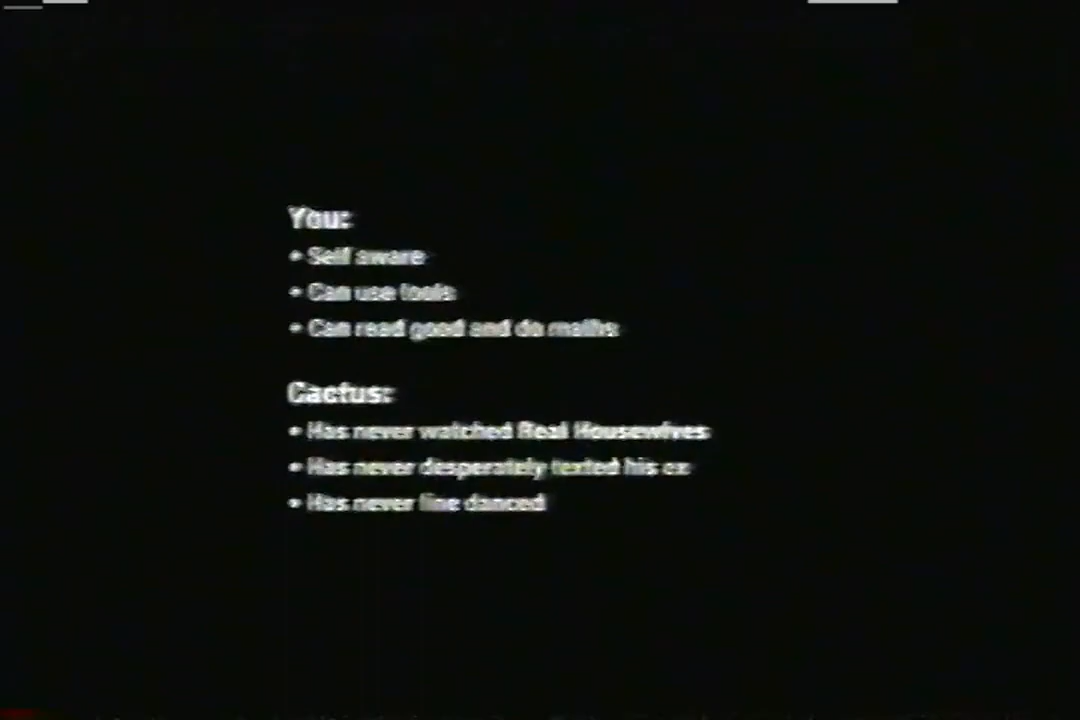 You:
• Self aware
• Can use tools
• Can read good and do maths
Cactus:
• Has never watched Real Housewives
• Has never desperately texted his ex
• Has never line danced